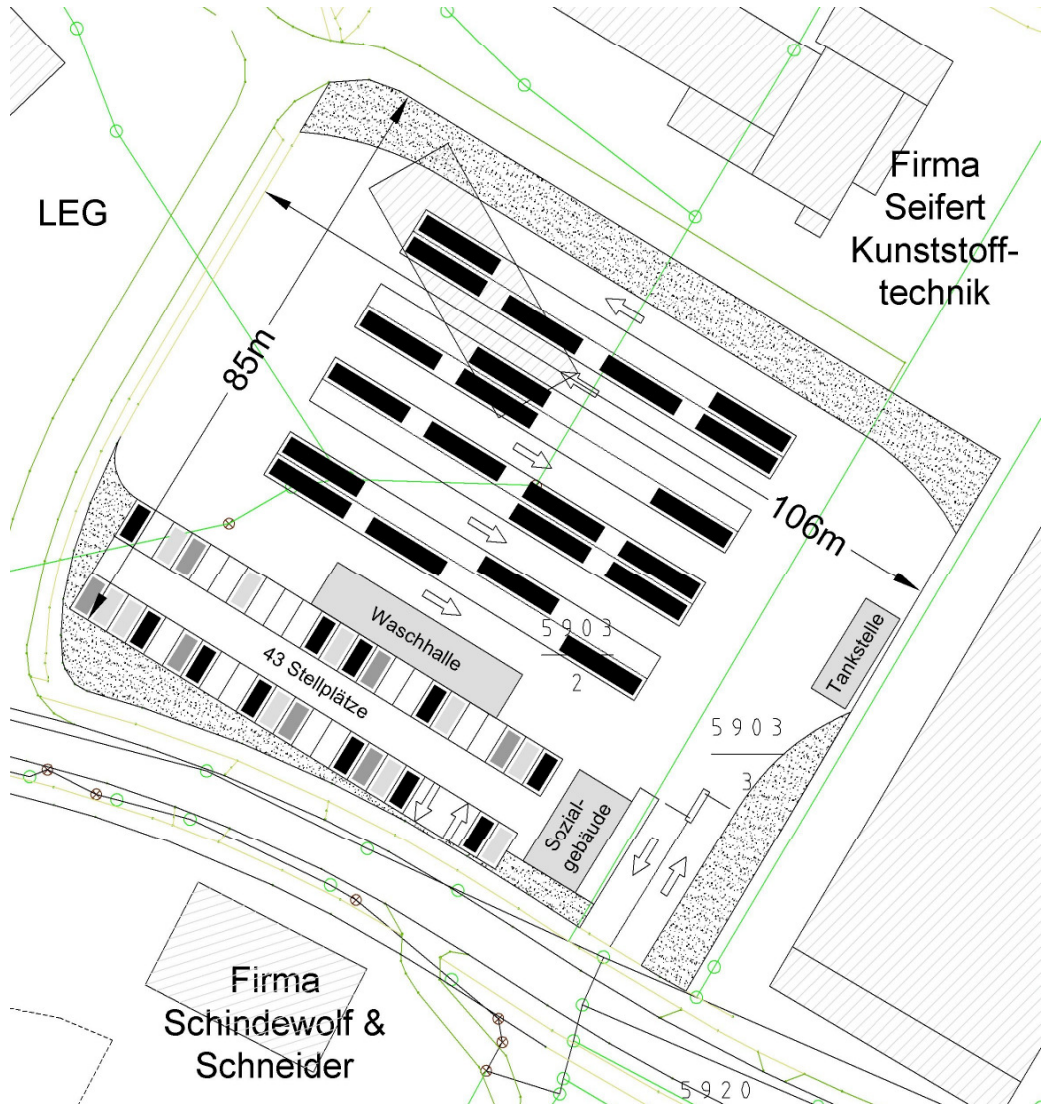 Firma
Seifert
Kunststoff-
technik
LEG
85m
106m
Waschhalle
5903
2
Tankstelle
43 Stellplätze
5903
3
Sozial-
gebäude
Firma
Schindewolf &
Schneider
5920